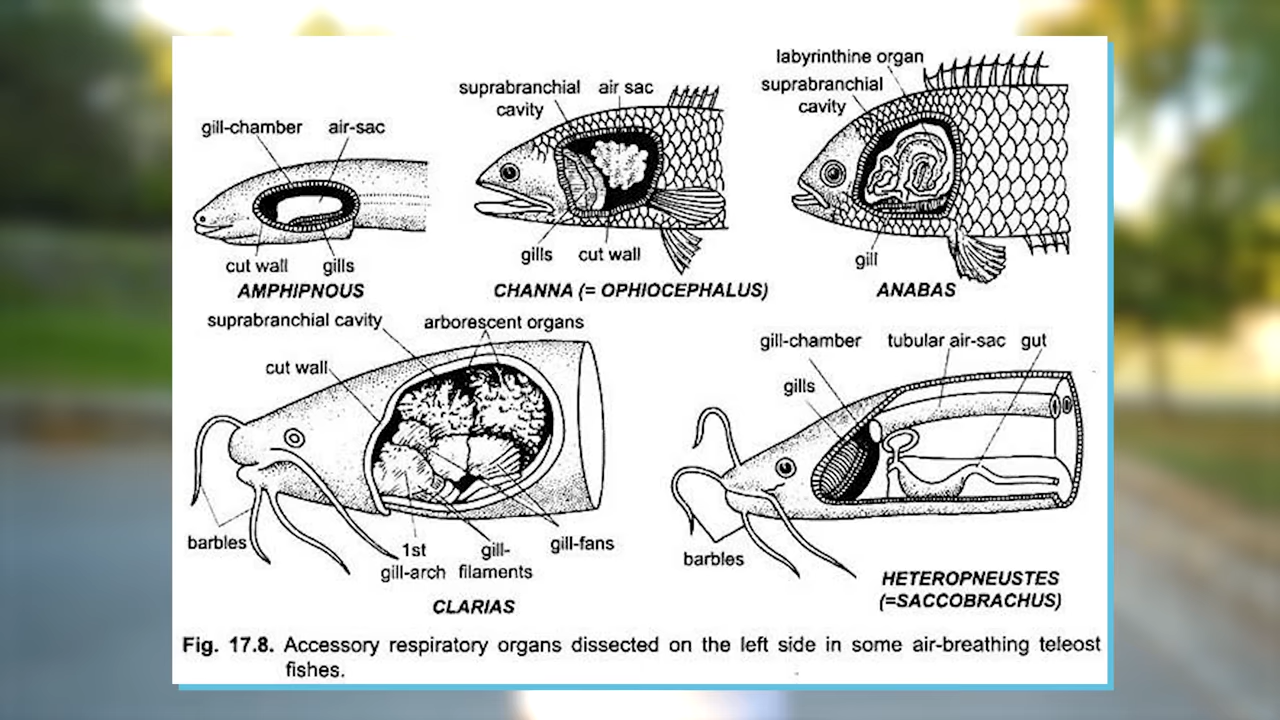 labyrinthine organ
suprabranchial cavity
air sac
suprabranchial
cavity
gill-chamber
air-sac
cut wall
gills
AMPHIPNOUS
gills
cut wall
CHANNA (= OPHIOCEPHALUS)
gill
ANABAS
suprabranchial cavity
arborescent organs
cut wall
barbles
1st
gill-arch
gill-
filaments
gill-fans
CLARIAS
gill-chamber
tubular air-sac
gut
gills
barbles
HETEROPNEUSTES
(=SACCOBRACHUS)
Fig. 17.8. Accessory respiratory organs dissected on the left side in some air-breathing teleost
fishes.